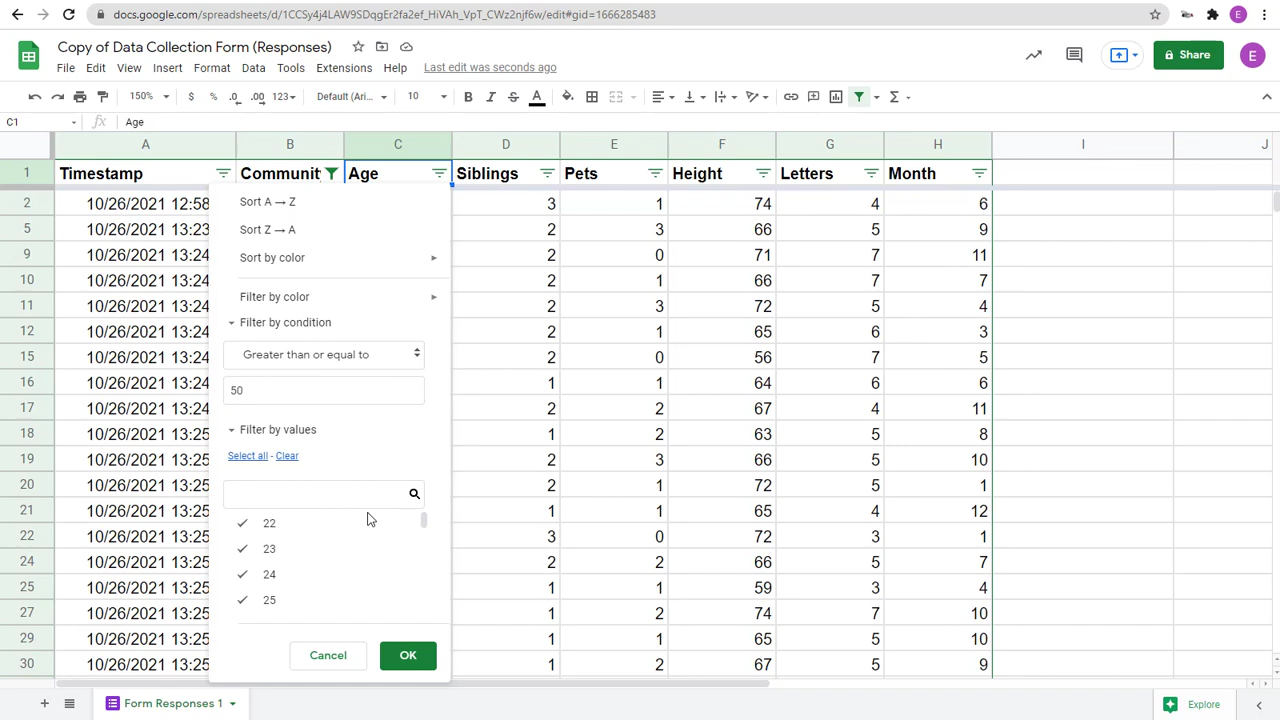 docs.google.com/spreadsheets/d/1CCSy4j4LAW9SDqgEr2fa2ef_HiVAh_VpT_CWz2njf6w/edit#gid=1666285483
E
Copy of Data Collection Form (Responses)
File Edit View Insert Format Data Tools Extensions Help Last edit was seconds ago
Share
E
150% $ % .0 .00 123 Default (Ari... 10 B I S A
C1 fx Age
A B C D E F G H I J
1 Timestamp Communit Age Siblings Pets Height Letters Month
2 10/26/2021 12:58 3 1 74 4 6
5 10/26/2021 13:23 2 3 66 5 9
9 10/26/2021 13:24 2 0 71 7 11
10 10/26/2021 13:24 2 1 66 7 7
11 10/26/2021 13:24 2 3 72 5 4
12 10/26/2021 13:24 2 1 65 6 3
15 10/26/2021 13:24 2 0 56 7 5
16 10/26/2021 13:24 1 1 64 6 6
17 10/26/2021 13:24 2 2 67 4 11
18 10/26/2021 13:25 1 2 63 5 8
19 10/26/2021 13:25 2 3 66 5 10
20 10/26/2021 13:25 2 1 72 5 1
21 10/26/2021 13:25 1 1 65 4 12
22 10/26/2021 13:25 3 0 72 3 1
24 10/26/2021 13:25 2 2 66 5 7
25 10/26/2021 13:25 1 1 59 3 4
27 10/26/2021 13:25 1 2 74 7 10
29 10/26/2021 13:25 1 1 65 5 10
30 10/26/2021 13:25 1 2 67 5 9
Sort A → Z
Sort Z → A
Sort by color
Filter by color
Filter by condition
Greater than or equal to
50
Filter by values
Select all - Clear
22
23
24
25
Cancel OK
Form Responses 1
Explore